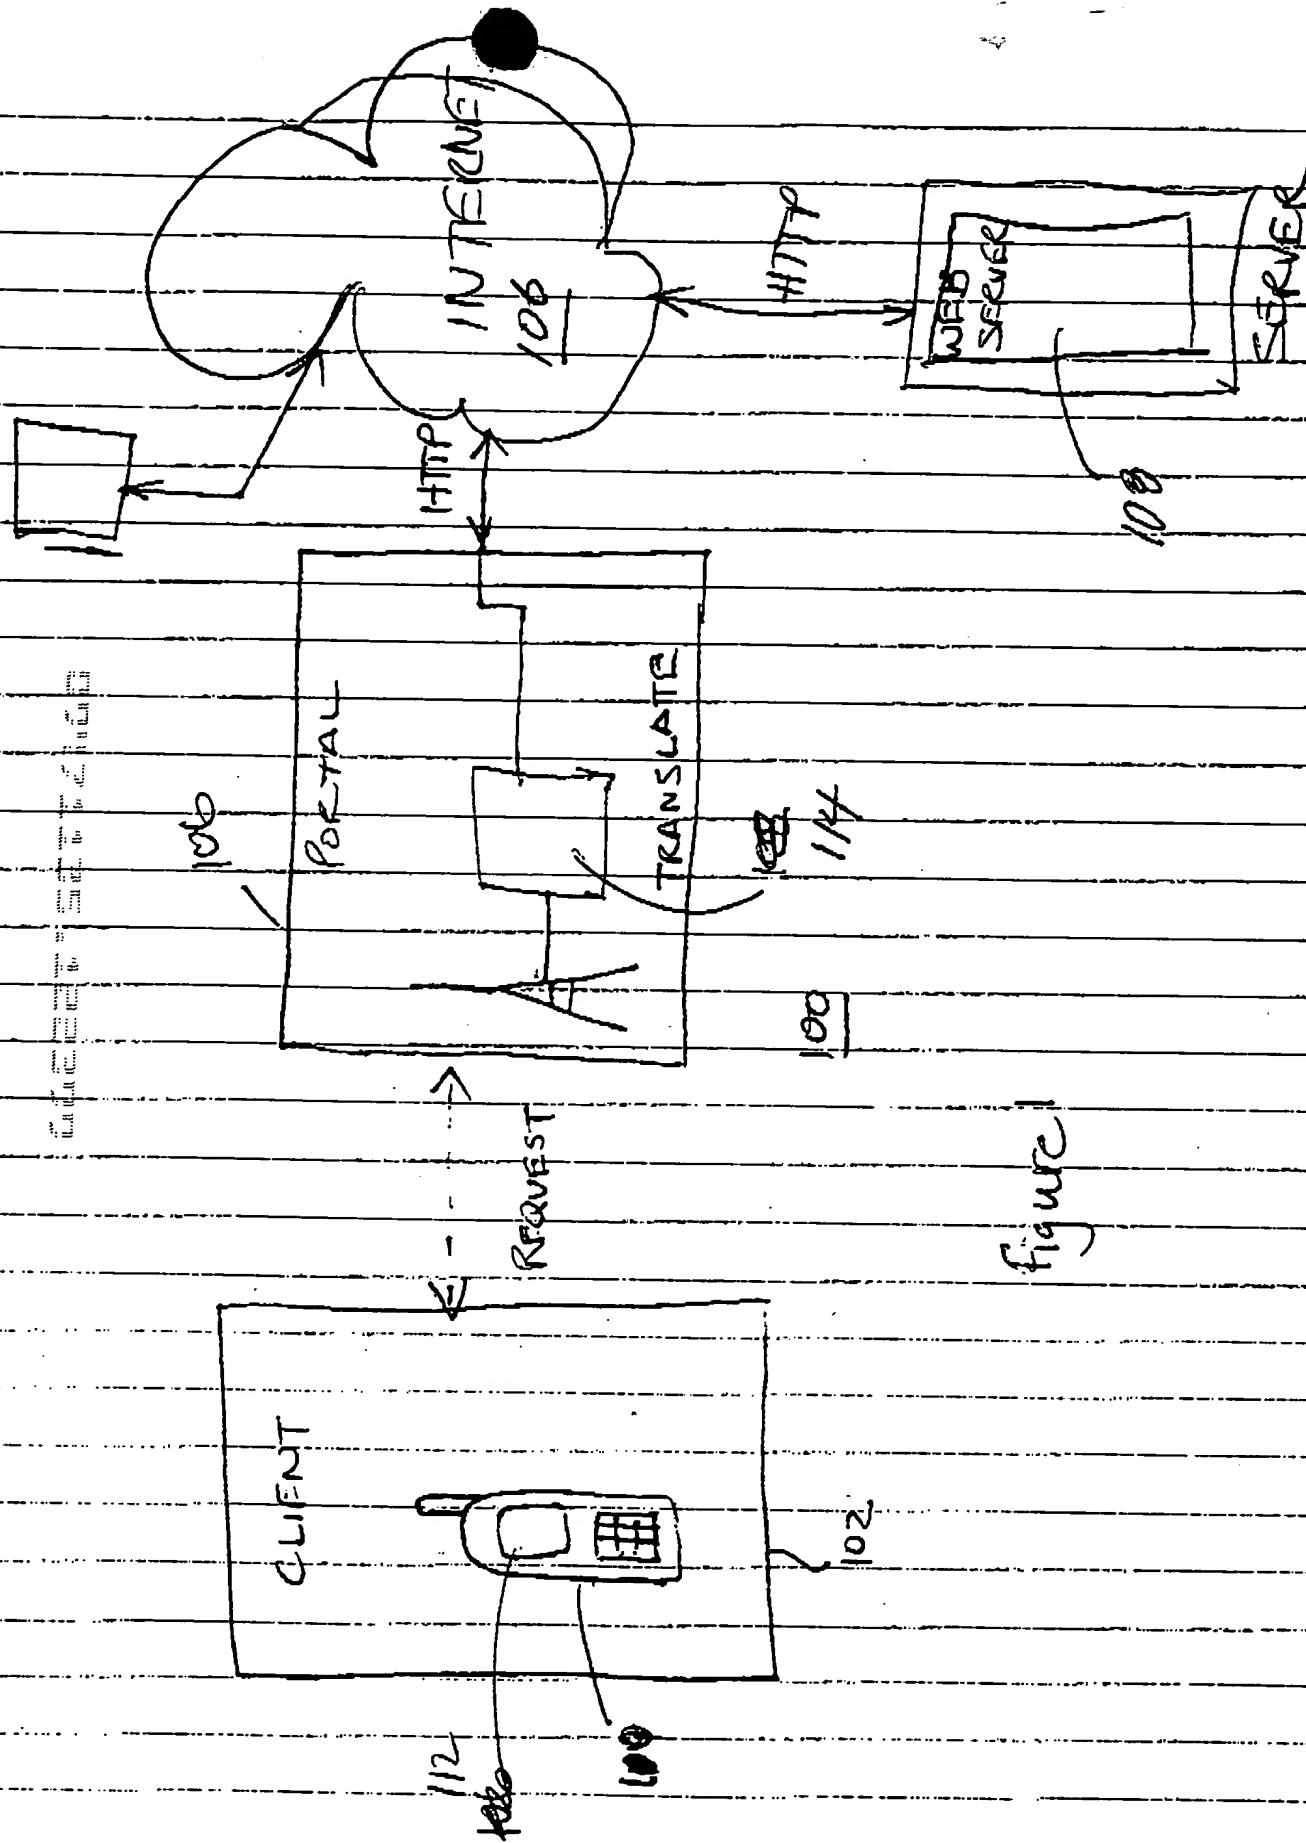 CLIENT
112
102
REQUEST
PORTAL
TRANSLATE
114
100
HTTP
INTERNET
106
HTTP
WEB
SERVER
SERVER
108
Figure 1